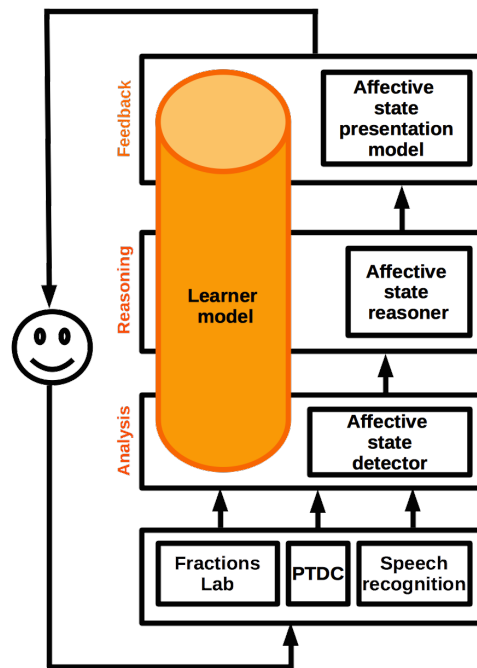 Feedback
Affective
state
presentation
model
Reasoning
Learner
model
Affective
state
reasoner
Analysis
Affective
state
detector
Fractions
Lab
PTDC
Speech
recognition